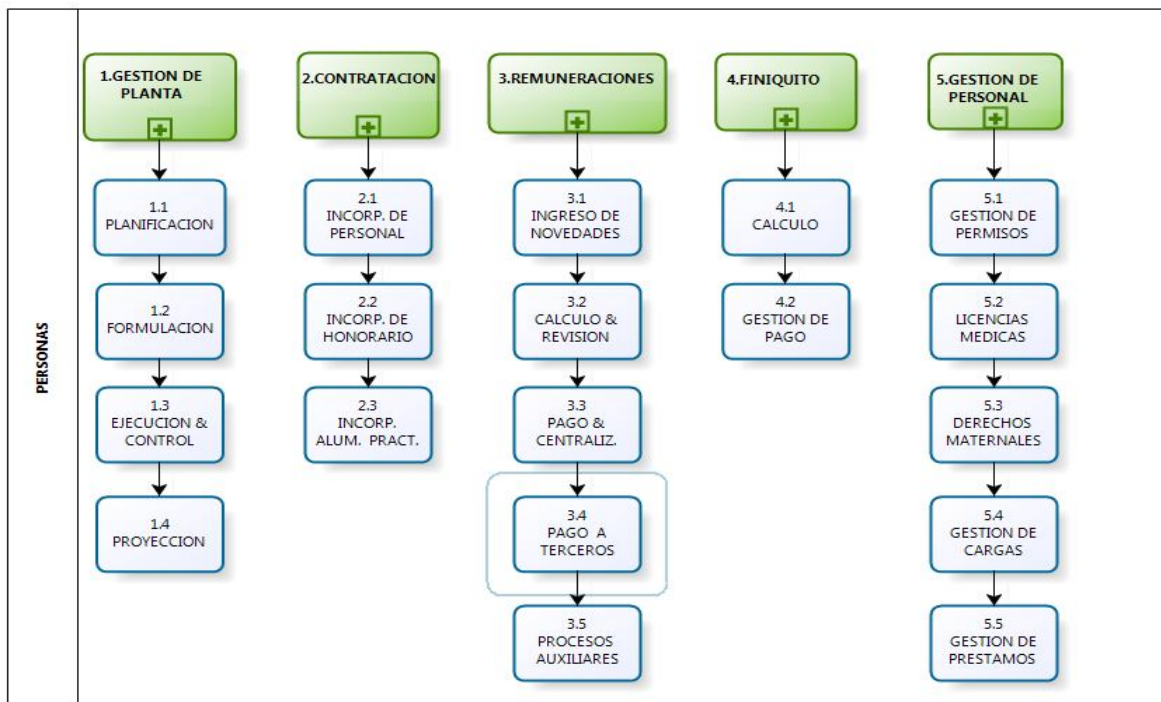 PERSONAS
1.GESTION DE
PLANTA
2.CONTRATACION
3.REMUNERACIONES
4.FINIQUITO
5.GESTION DE
PERSONAL
1.1
PLANIFICACION
1.2
FORMULACION
1.3
EJECUCION &
CONTROL
1.4
PROYECCION
2.1
INCORP. DE
PERSONAL
2.2
INCORP. DE
HONORARIO
2.3
INCORP.
ALUM. PRACT.
3.1
INGRESO DE
NOVEDADES
3.2
CALCULO &
REVISION
3.3
PAGO &
CENTRALIZ.
3.4
PAGO A
TERCEROS
3.5
PROCESOS
AUXILIARES
4.1
CALCULO
4.2
GESTION DE
PAGO
5.1
GESTION DE
PERMISOS
5.2
LICENCIAS
MEDICAS
5.3
DERECHOS
MATERNALES
5.4
GESTION DE
CARGAS
5.5
GESTION DE
PRESTAMOS